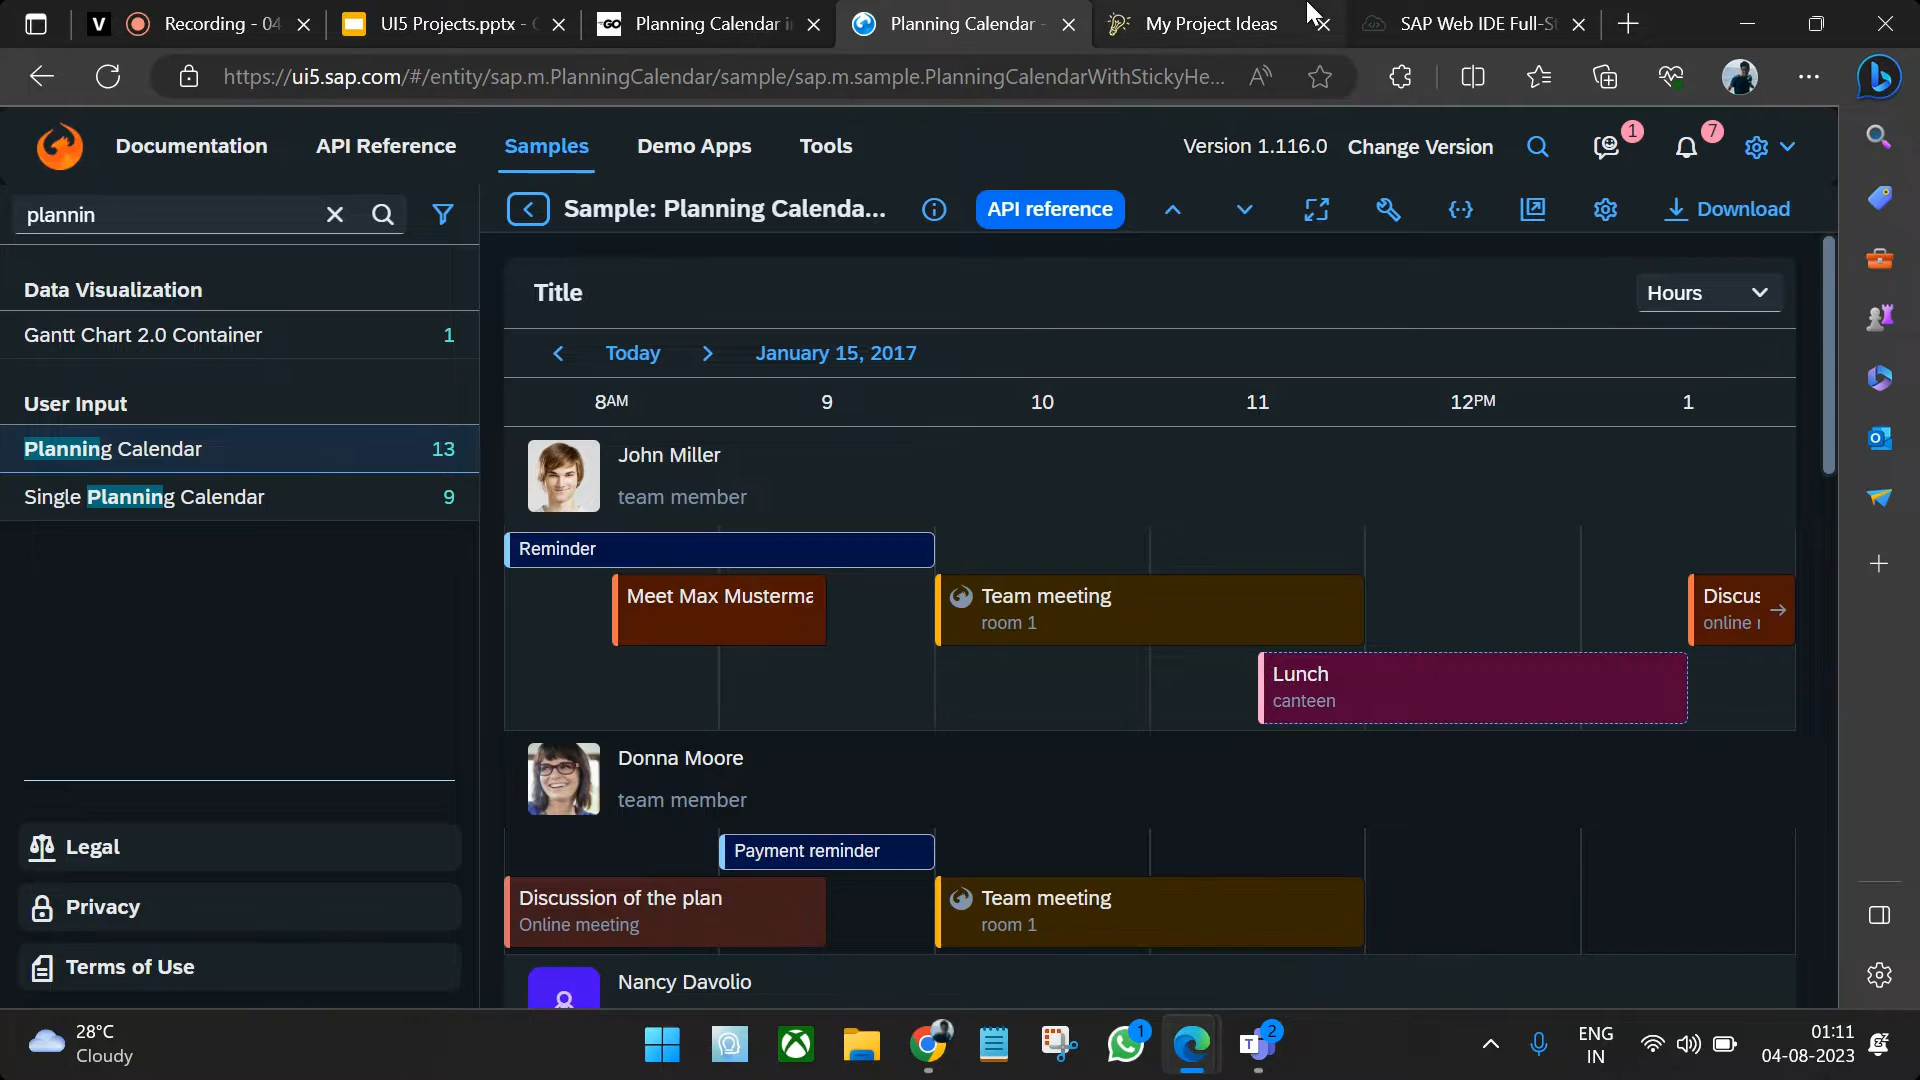 Recording - 04
UI5 Projects.pptx -
Planning Calendar i
Planning Calendar -
My Project Ideas
SAP Web IDE Full-St
https://ui5.sap.com/#/entity/sap.m.PlanningCalendar/sample/sap.m.sample.PlanningCalendarWithStickyHe...
Documentation
API Reference
Samples
Demo Apps
Tools
Version 1.116.0
Change Version
1
7
plannin
Sample: Planning Calenda...
API reference
Download
Data Visualization
Gantt Chart 2.0 Container
1
User Input
Planning Calendar
13
Single Planning Calendar
9
Legal
Privacy
Terms of Use
Title
Hours
Today
January 15, 2017
8AM
9
10
11
12PM
1
John Miller
team member
Reminder
Meet Max Musterma
Team meeting
room 1
Discus
online r
Lunch
canteen
Donna Moore
team member
Payment reminder
Discussion of the plan
Online meeting
Team meeting
room 1
Nancy Davolio
28°C
Cloudy
1
2
ENG
IN
01:11
04-08-2023